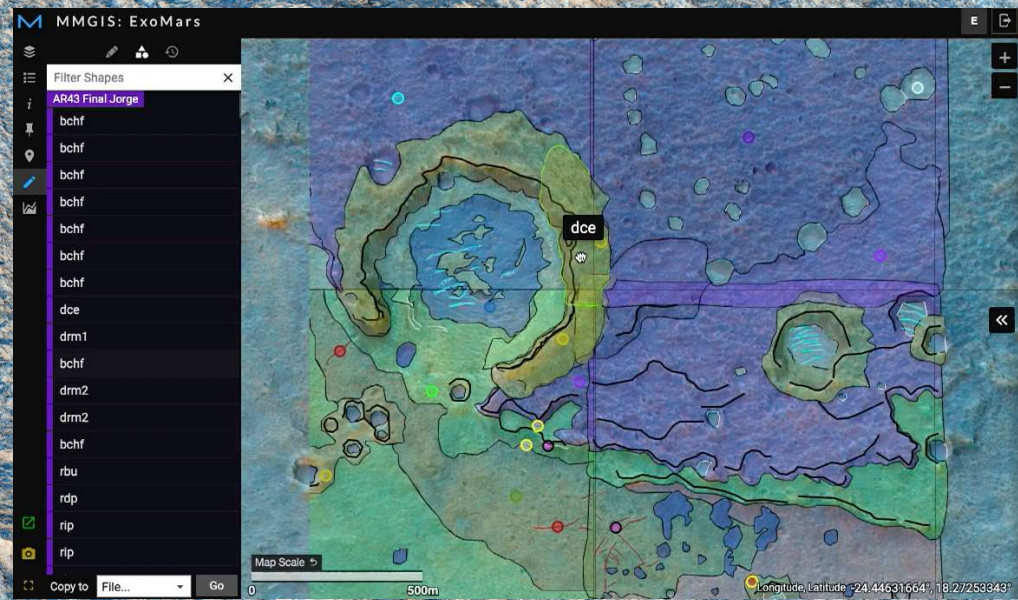 MMGIS: ExoMars
E
Filter Shapes
AR43 Final Jorge
bchf
bchf
bchf
bchf
bchf
bchf
bchf
dce
drm1
bchf
drm2
drm2
bchf
rbu
rdp
rip
rip
Copy to
File...
Go
dce
Map Scale
0
500m
Longitude, Latitude -24.44631664°, 18.27253343°